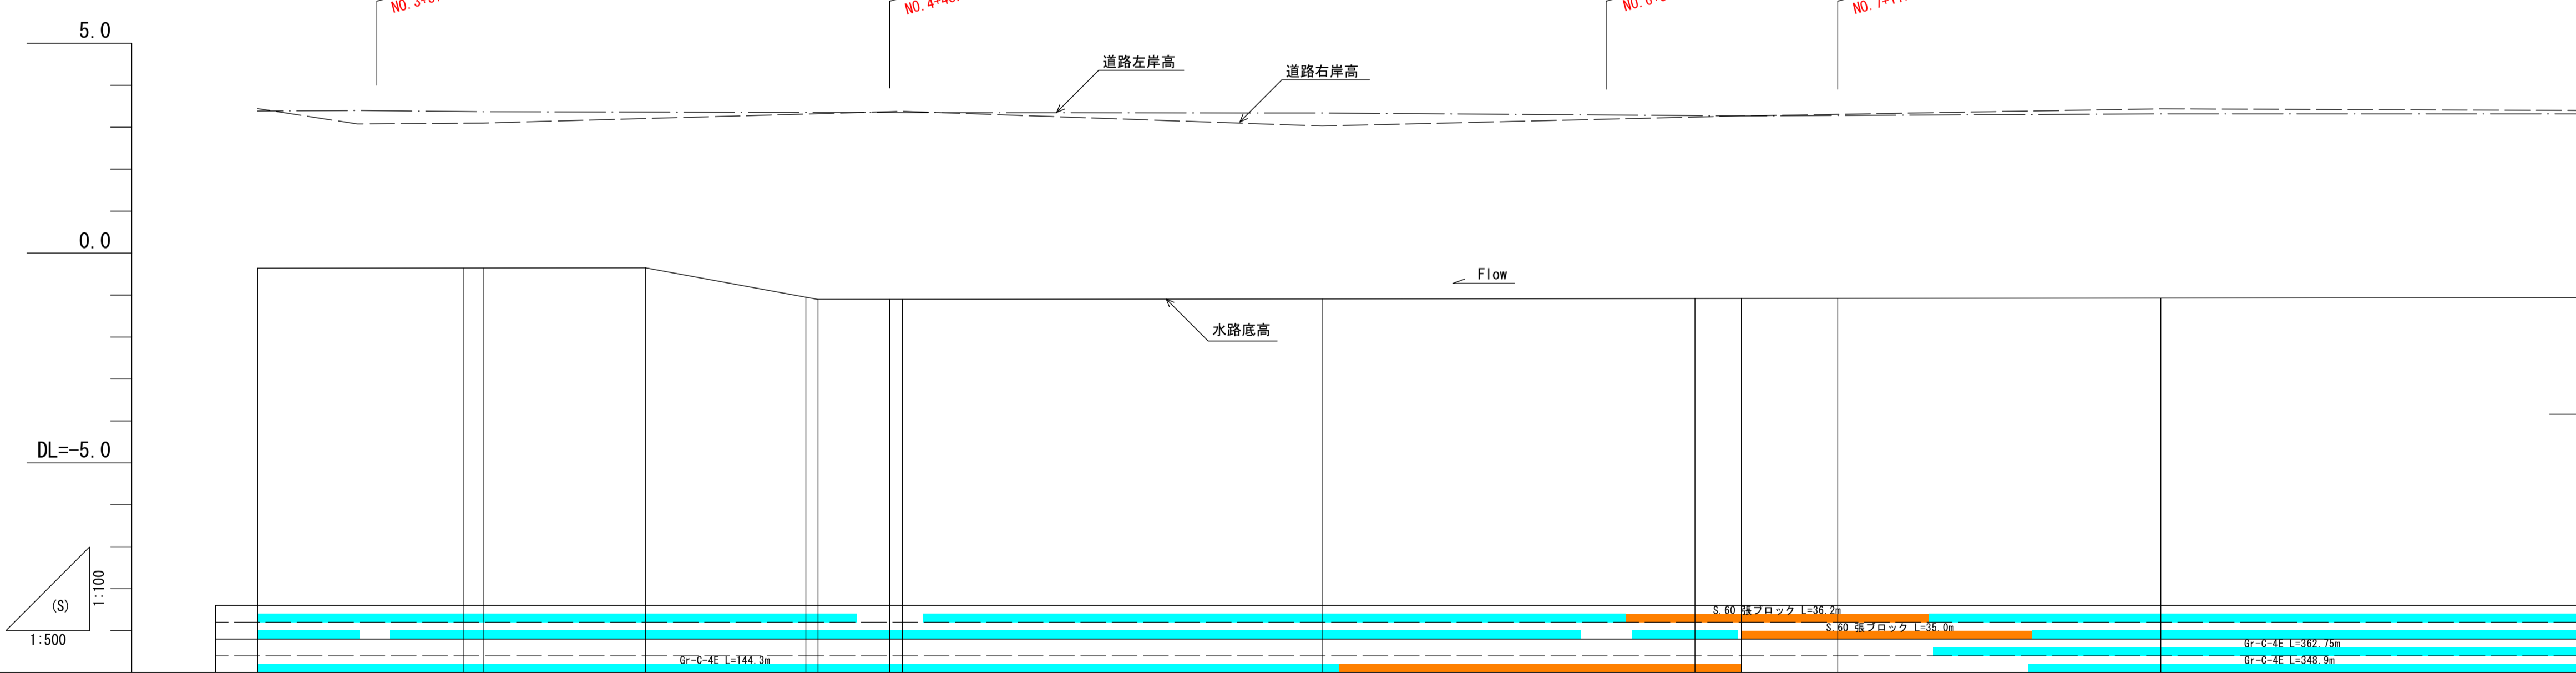 5.0
道路左岸高
道路右岸高
0.0
Flow
水路底高
DL=-5.0
(S)
1:100
1:500
S.60 張ブロック L=36.2m
S.60 張ブロック L=35.0m
Gr-C-4E L=362.75m
Gr-C-4E L=144.3m
Gr-C-4E L=348.9m